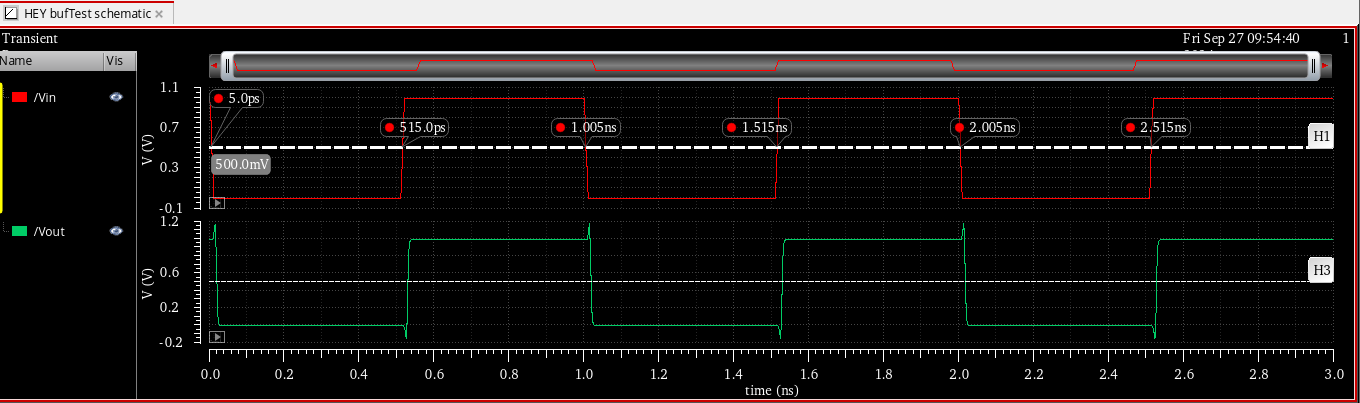 HEY bufTest schematic
Transient
Fri Sep 27 09:54:40 1
Name Vis
/Vin
/Vout
1.1
0.7
0.3
-0.1
V (V)
5.0ps
515.0ps
1.005ns
1.515ns
2.005ns
2.515ns
H1
500.0mV
1.2
0.6
0.2
-0.2
V (V)
H3
0.0 0.2 0.4 0.6 0.8 1.0 1.2 1.4 1.6 1.8 2.0 2.2 2.4 2.6 2.8 3.0
time (ns)